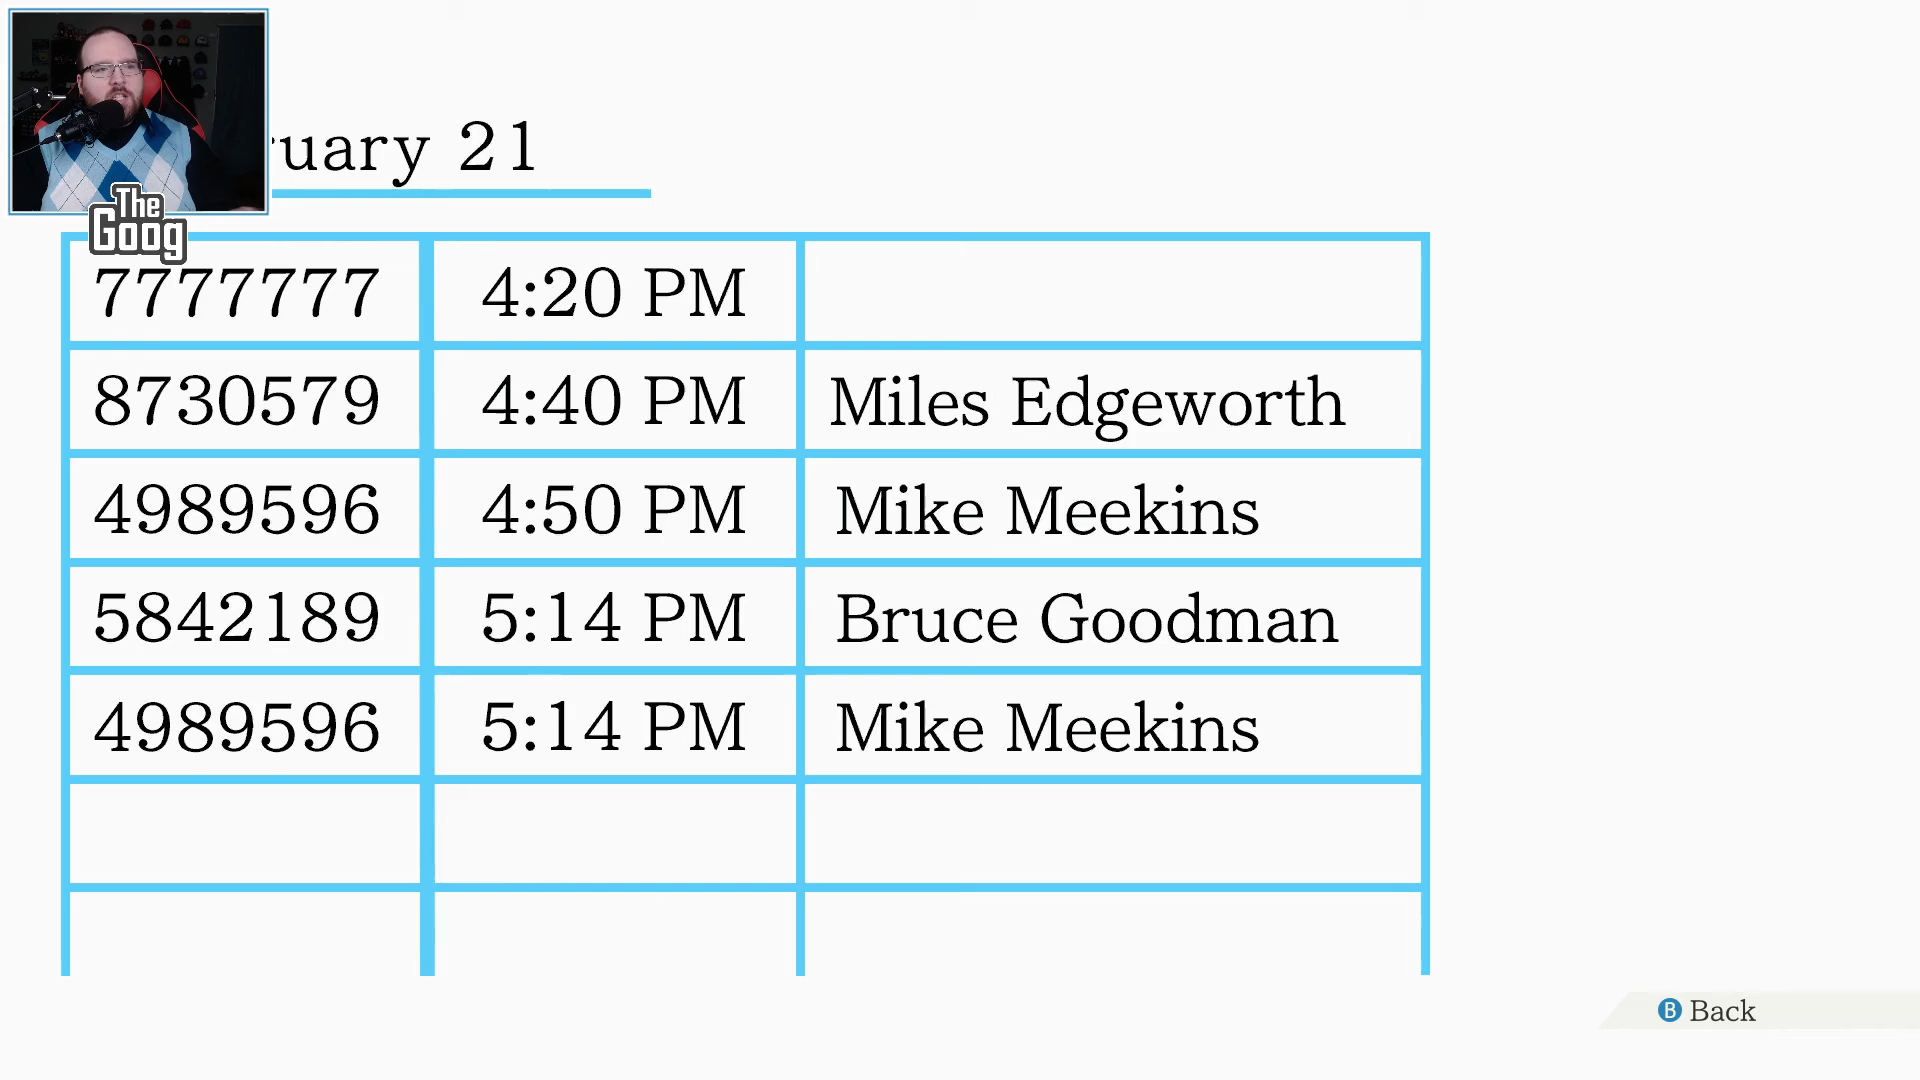 The
Goog
ruary 21
7777777 4:20 PM
8730579 4:40 PM Miles Edgeworth
4989596 4:50 PM Mike Meekins
5842189 5:14 PM Bruce Goodman
4989596 5:14 PM Mike Meekins
B Back